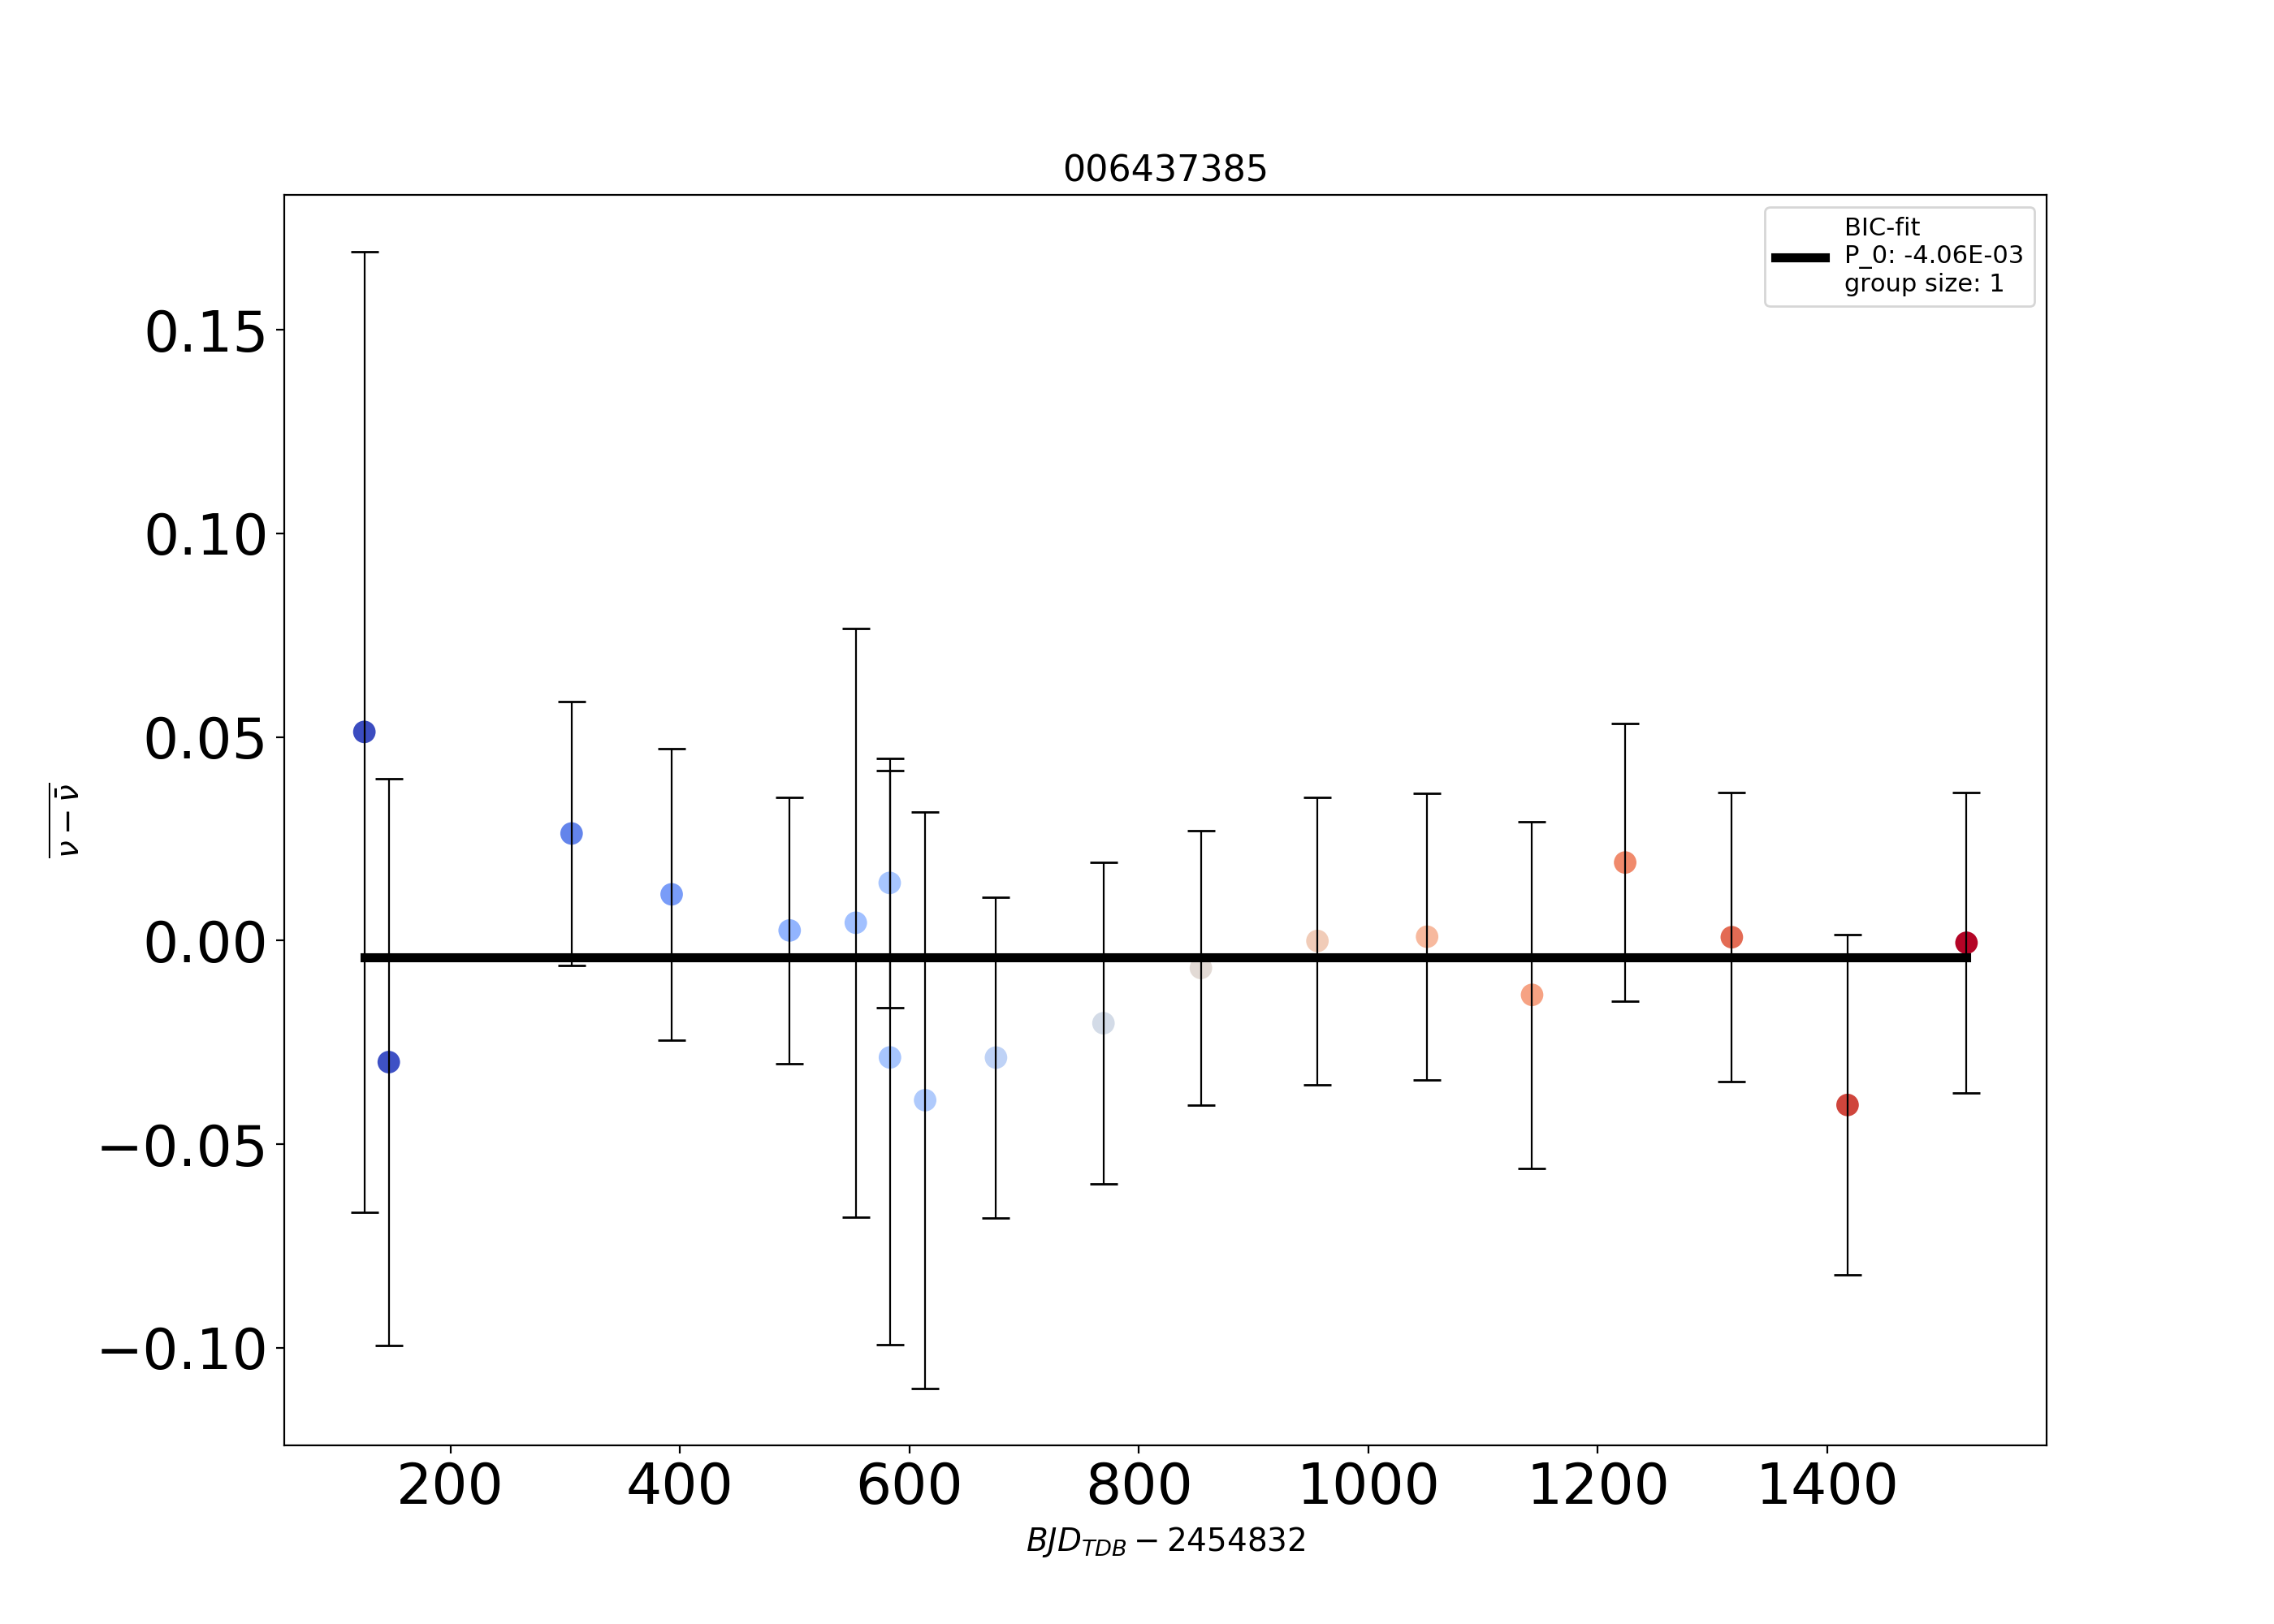 006437385
BIC-fit
P_0: -4.06E-03
group size: 1
0.15
0.10
0.05
0.00
−0.05
−0.10
ν − ν̄
200 400 600 800 1000 1200 1400
BJD_TDB − 2454832